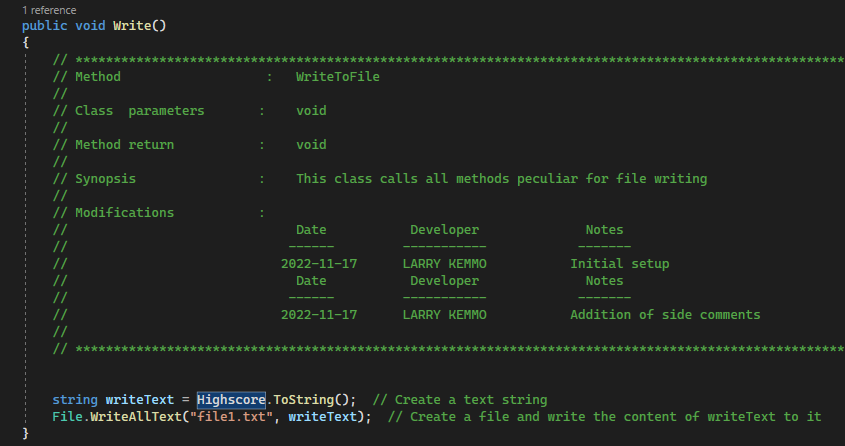 1 reference
public void Write()
{
// ****************************************************************************************************
// Method : WriteToFile
//
// Class parameters : void
//
// Method return : void
//
// Synopsis : This class calls all methods peculiar for file writing
//
// Modifications :
// Date Developer Notes
// ------ ----------- -------
// 2022-11-17 LARRY KEMMO Initial setup
// Date Developer Notes
// ------ ----------- -------
// 2022-11-17 LARRY KEMMO Addition of side comments
//
// ****************************************************************************************************
string writeText = Highscore.ToString(); // Create a text string
File.WriteAllText("file1.txt", writeText); // Create a file and write the content of writeText to it
}